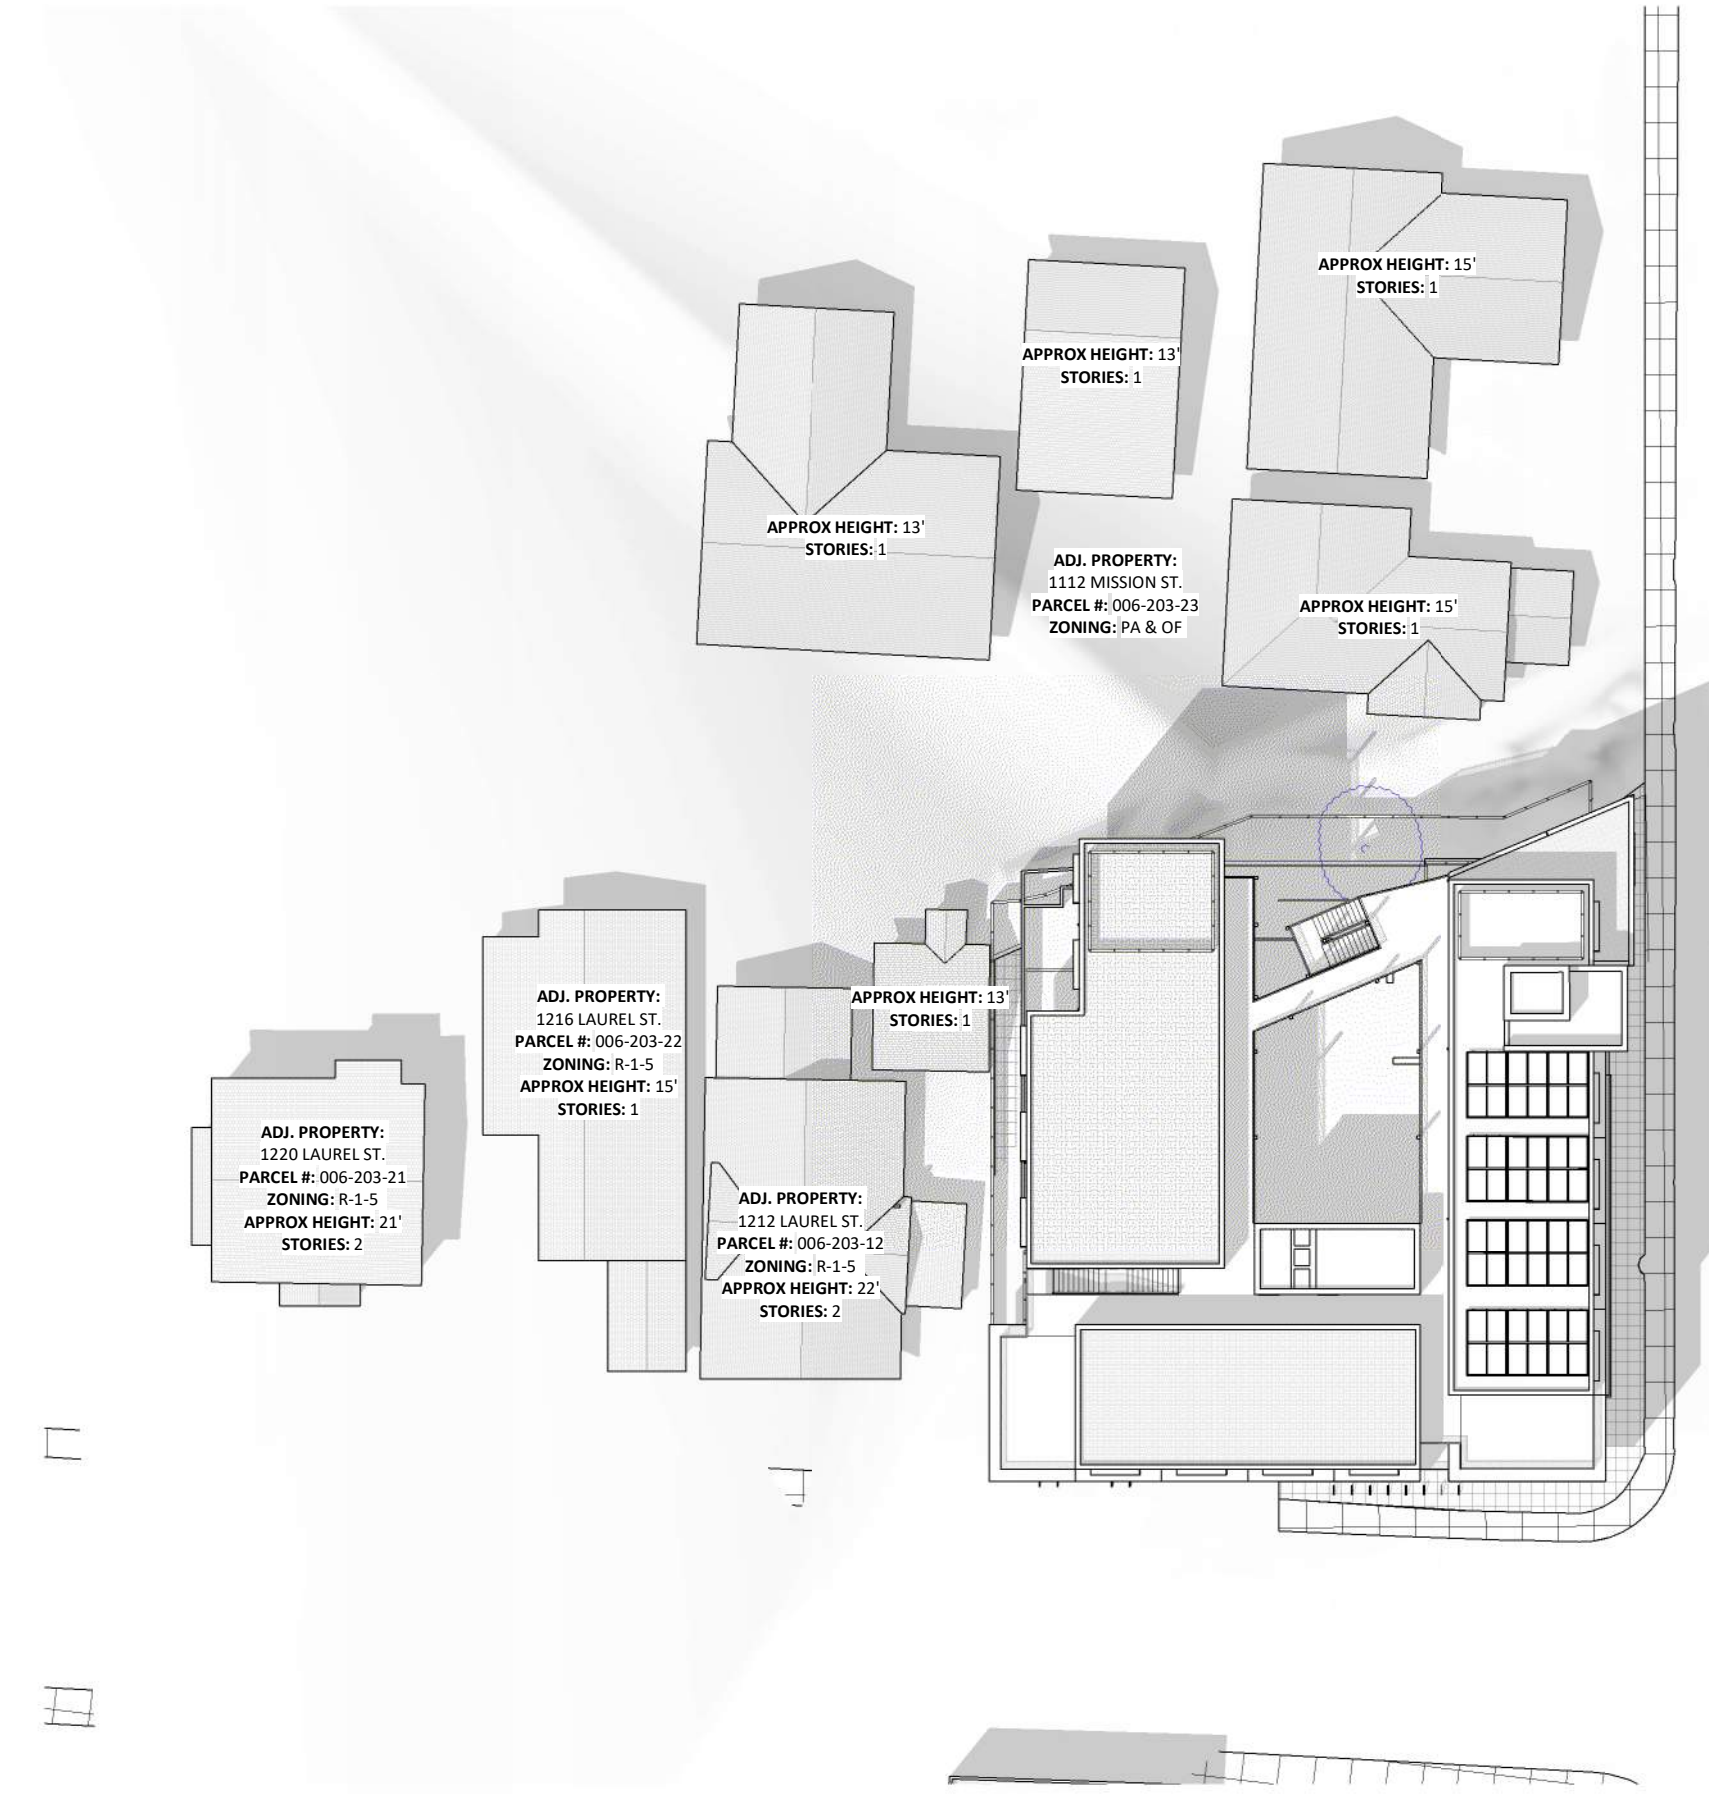 APPROX HEIGHT: 15'
STORIES: 1
APPROX HEIGHT: 13'
STORIES: 1
APPROX HEIGHT: 13'
STORIES: 1
ADJ. PROPERTY:
1112 MISSION ST.
PARCEL #: 006-203-23
ZONING: PA & OF
APPROX HEIGHT: 15'
STORIES: 1
ADJ. PROPERTY:
1216 LAUREL ST.
PARCEL #: 006-203-22
ZONING: R-1-5
APPROX HEIGHT: 15'
STORIES: 1
APPROX HEIGHT: 13'
STORIES: 1
ADJ. PROPERTY:
1220 LAUREL ST.
PARCEL #: 006-203-21
ZONING: R-1-5
APPROX HEIGHT: 21'
STORIES: 2
ADJ. PROPERTY:
1212 LAUREL ST.
PARCEL #: 006-203-12
ZONING: R-1-5
APPROX HEIGHT: 22'
STORIES: 2